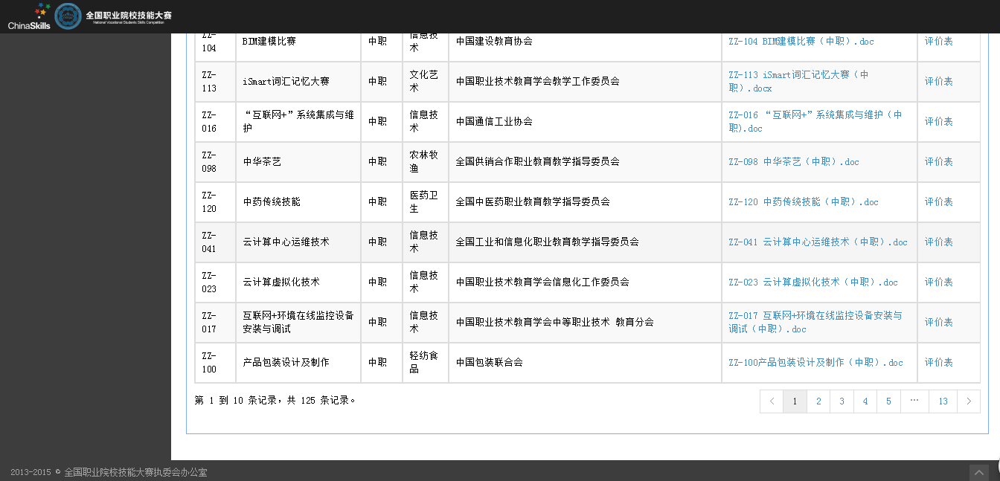 ChinaSkills
全国职业院校技能大赛
National Vocational Students Skills Competition
ZZ-
104
BIM建模比赛
中职
信息技
术
中国建设教育协会
ZZ-104 BIM建模比赛（中职）.doc
评价表
ZZ-
113
iSmart词汇记忆大赛
中职
文化艺
术
中国职业技术教育学会教学工作委员会
ZZ-113 iSmart词汇记忆大赛（中
职）.docx
评价表
ZZ-
016
“互联网+”系统集成与维
护
中职
信息技
术
中国通信工业协会
ZZ-016 “互联网+”系统集成与维护（中
职).doc
评价表
ZZ-
098
中华茶艺
中职
农林牧
渔
全国供销合作职业教育教学指导委员会
ZZ-098 中华茶艺（中职）.doc
评价表
ZZ-
120
中药传统技能
中职
医药卫
生
全国中医药职业教育教学指导委员会
ZZ-120 中药传统技能（中职）.doc
评价表
ZZ-
041
云计算中心运维技术
中职
信息技
术
全国工业和信息化职业教育教学指导委员会
ZZ-041 云计算中心运维技术（中职）.doc
评价表
ZZ-
023
云计算虚拟化技术
中职
信息技
术
中国职业技术教育学会信息化工作委员会
ZZ-023 云计算虚拟化技术（中职）.doc
评价表
ZZ-
017
互联网+环境在线监控设备
安装与调试
中职
信息技
术
中国职业技术教育学会中等职业技术 教育分会
ZZ-017 互联网+环境在线监控设备安装与
调试（中职）.doc
评价表
ZZ-
100
产品包装设计及制作
中职
轻纺食
品
中国包装联合会
ZZ-100产品包装设计及制作（中职）.doc
评价表
第 1 到 10 条记录，共 125 条记录。
1 2 3 4 5 … 13
2013-2015 © 全国职业院校技能大赛执委会办公室